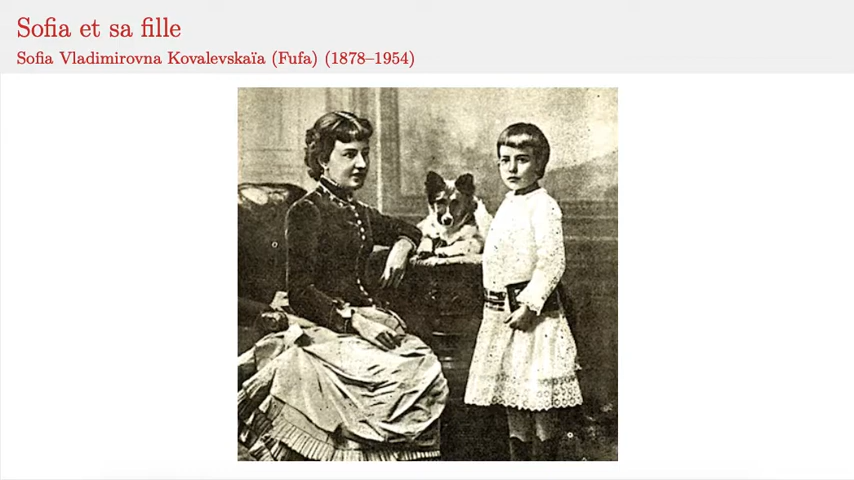 Sofia et sa fille
Sofia Vladimirovna Kovalevskaïa (Fufa) (1878–1954)